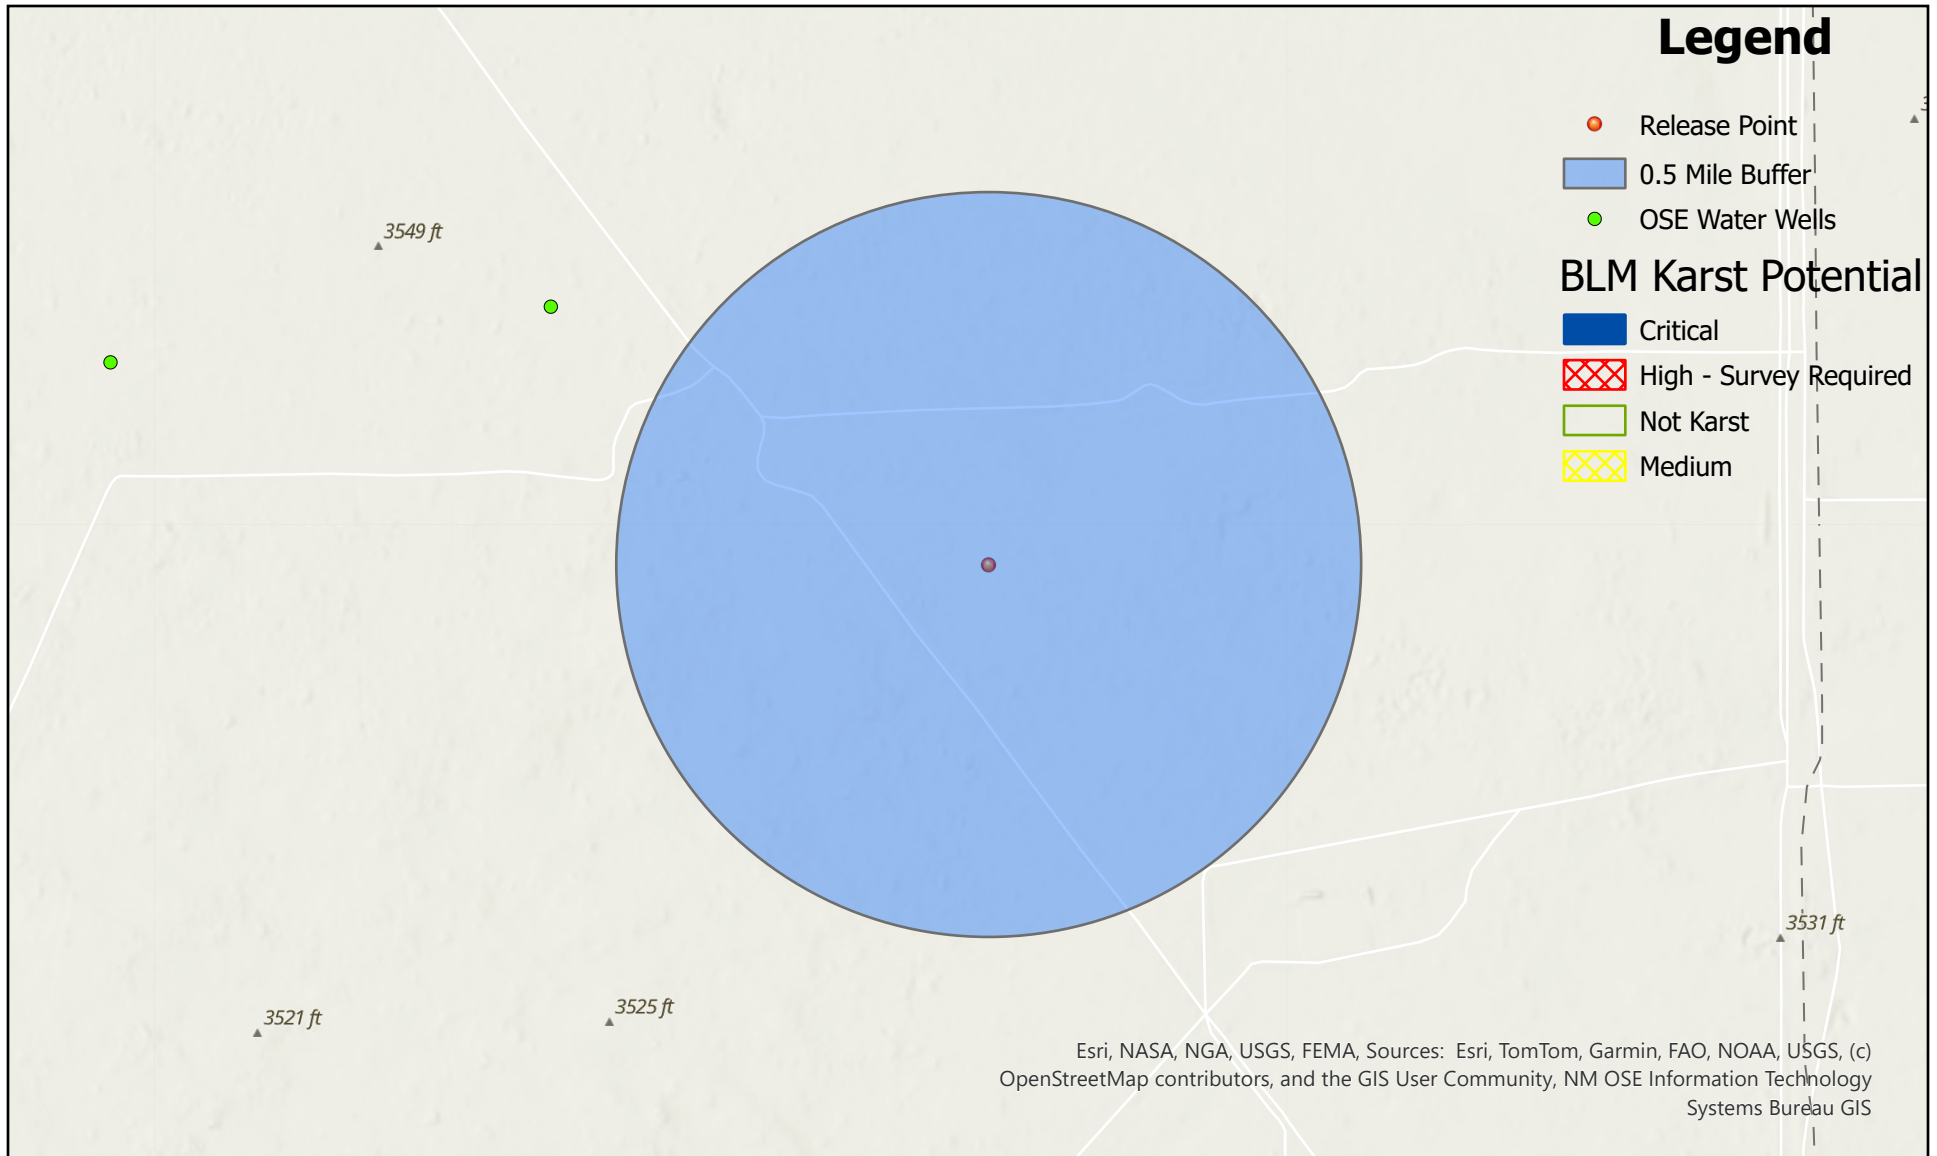 Legend
Release Point
0.5 Mile Buffer
OSE Water Wells
BLM Karst Potential
Critical
High - Survey Required
Not Karst
Medium
3549 ft
3531 ft
3521 ft
3525 ft
Esri, NASA, NGA, USGS, FEMA, Sources: Esri, TomTom, Garmin, FAO, NOAA, USGS, (c)
OpenStreetMap contributors, and the GIS User Community, NM OSE Information Technology
Systems Bureau GIS